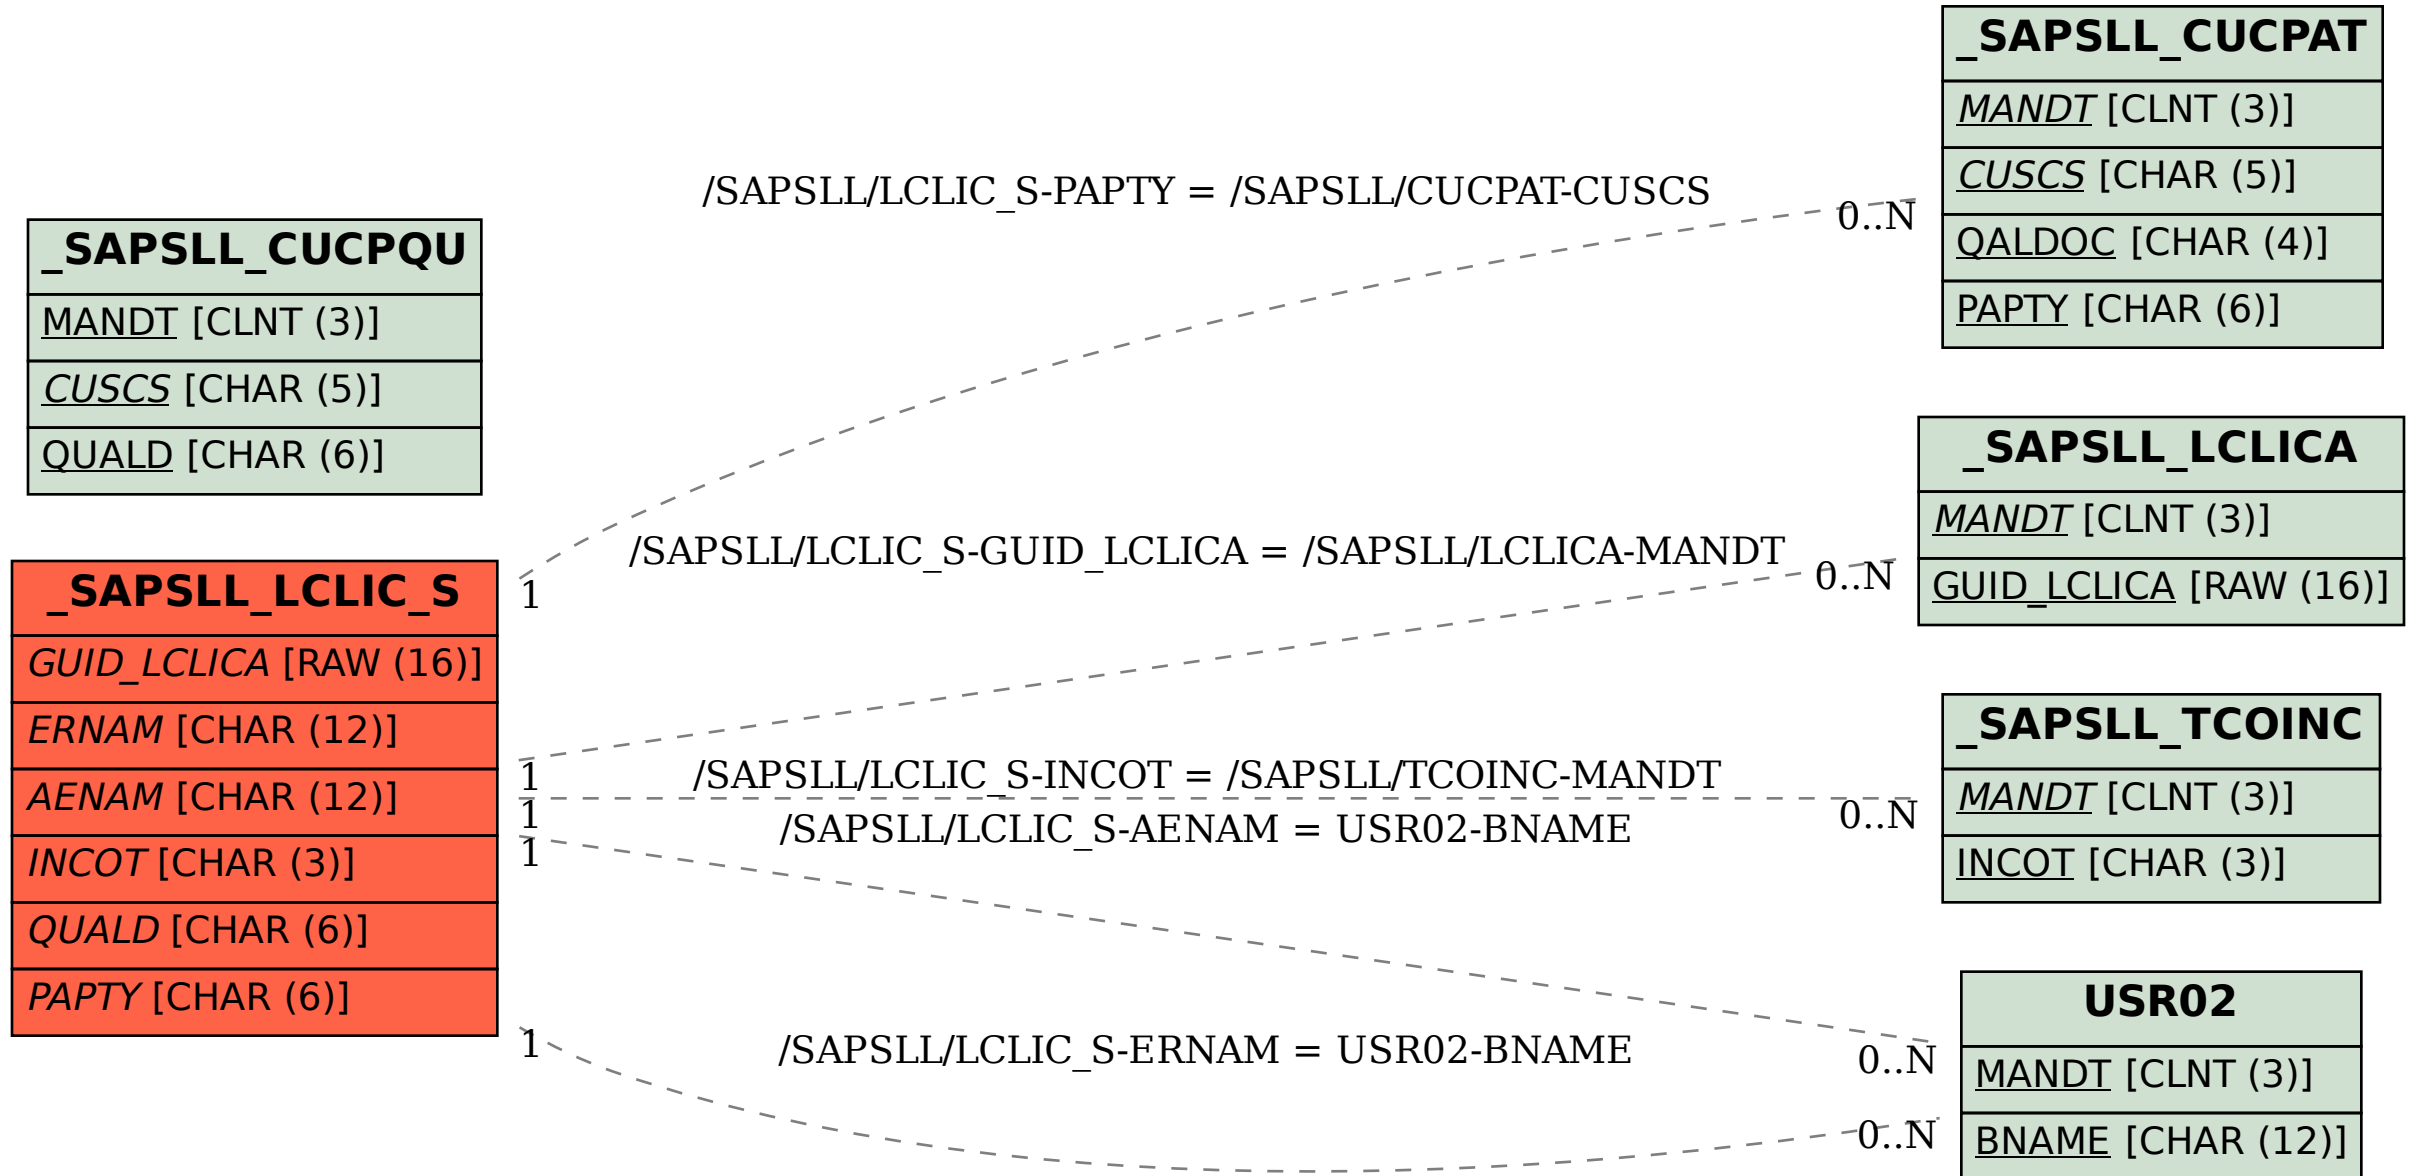 _SAPSLL_CUCPAT
MANDT [CLNT (3)]
CUSCS [CHAR (5)]
QALDOC [CHAR (4)]
PAPTY [CHAR (6)]
/SAPSLL/LCLIC_S-PAPTY = /SAPSLL/CUCPAT-CUSCS
0..N
_SAPSLL_CUCPQU
MANDT [CLNT (3)]
CUSCS [CHAR (5)]
QUALD [CHAR (6)]
_SAPSLL_LCLICA
MANDT [CLNT (3)]
GUID_LCLICA [RAW (16)]
/SAPSLL/LCLIC_S-GUID_LCLICA = /SAPSLL/LCLICA-MANDT
0..N
1
_SAPSLL_LCLIC_S
GUID_LCLICA [RAW (16)]
ERNAM [CHAR (12)]
AENAM [CHAR (12)]
INCOT [CHAR (3)]
QUALD [CHAR (6)]
PAPTY [CHAR (6)]
1
/SAPSLL/LCLIC_S-INCOT = /SAPSLL/TCOINC-MANDT
1
0..N
/SAPSLL/LCLIC_S-AENAM = USR02-BNAME
1
_SAPSLL_TCOINC
MANDT [CLNT (3)]
INCOT [CHAR (3)]
1
/SAPSLL/LCLIC_S-ERNAM = USR02-BNAME
0..N
0..N
USR02
MANDT [CLNT (3)]
BNAME [CHAR (12)]